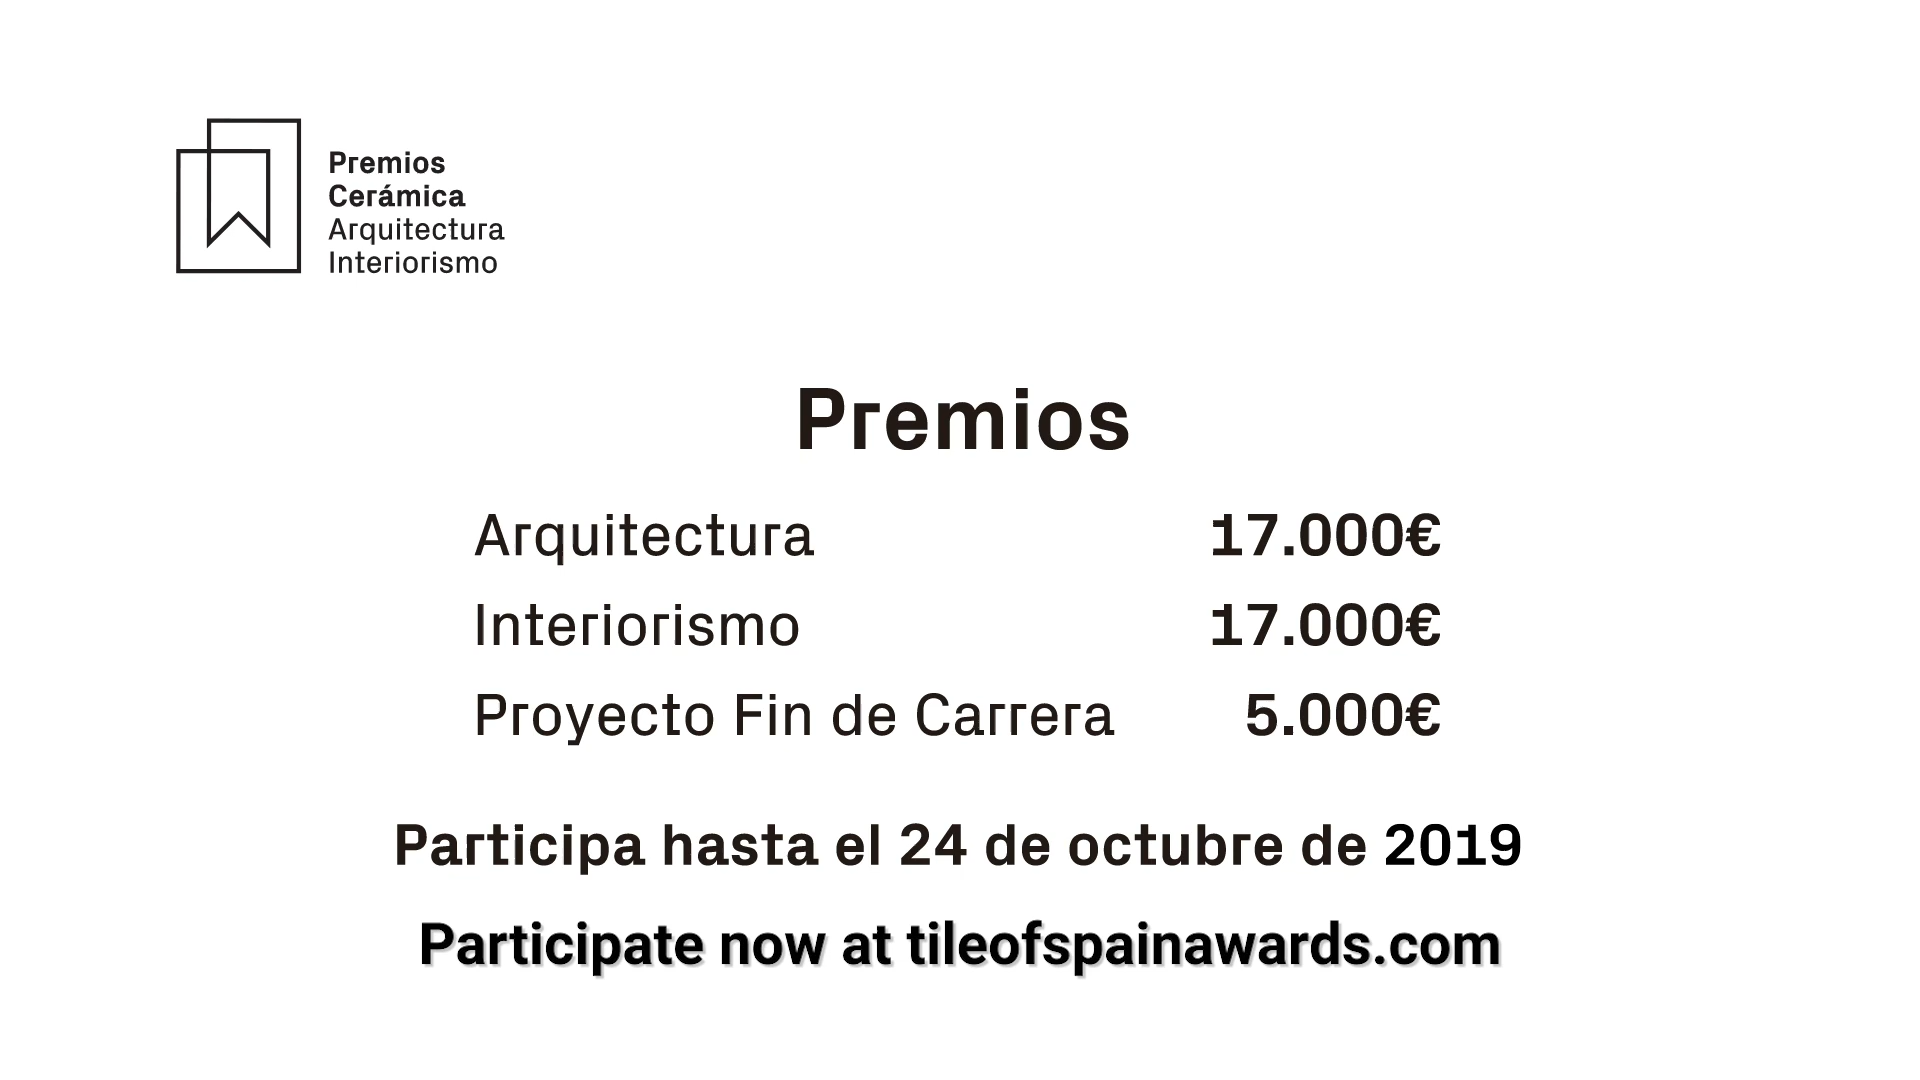 Premios
Cerámica
Arquitectura
Interiorismo
Premios
Arquitectura 17.000€
Interiorismo 17.000€
Proyecto Fin de Carrera 5.000€
Participa hasta el 24 de octubre de 2019
Participate now at tileofspainawards.com